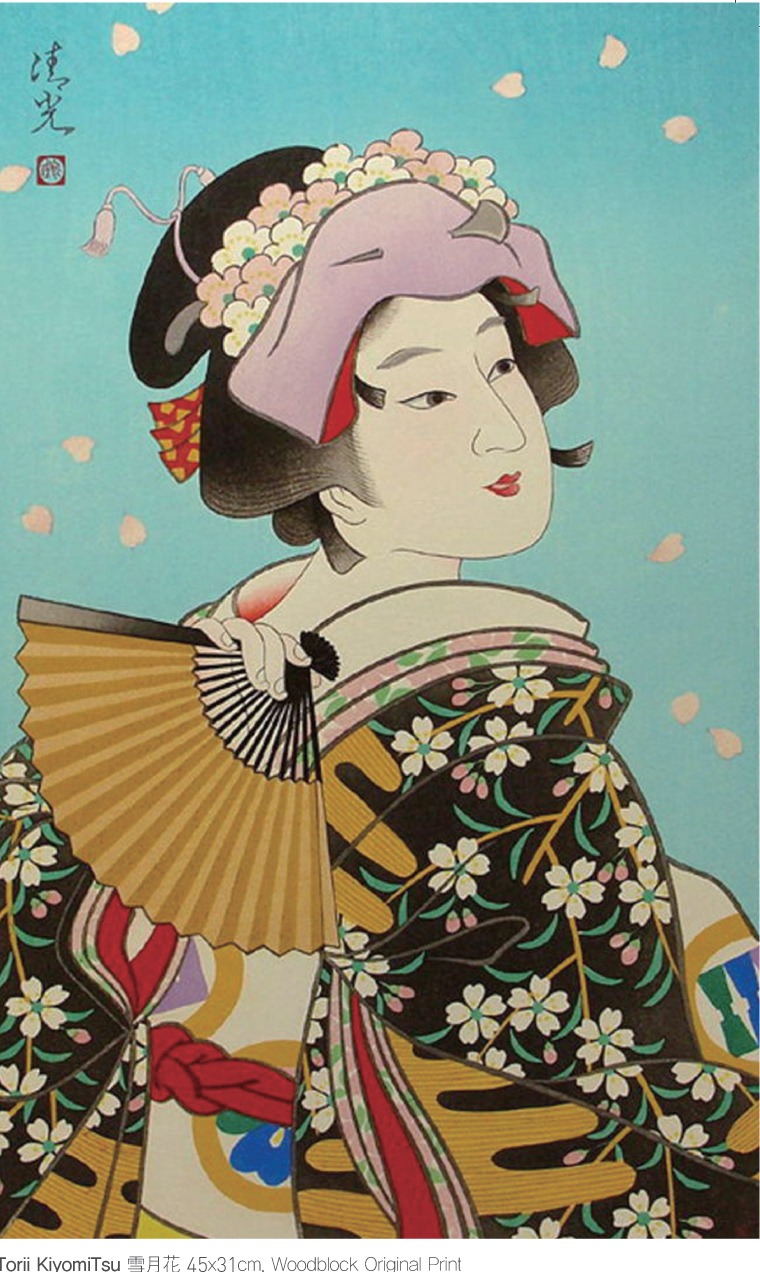 清光
Torii KiyomiTsu 雪月花 45x31cm, Woodblock Original Print